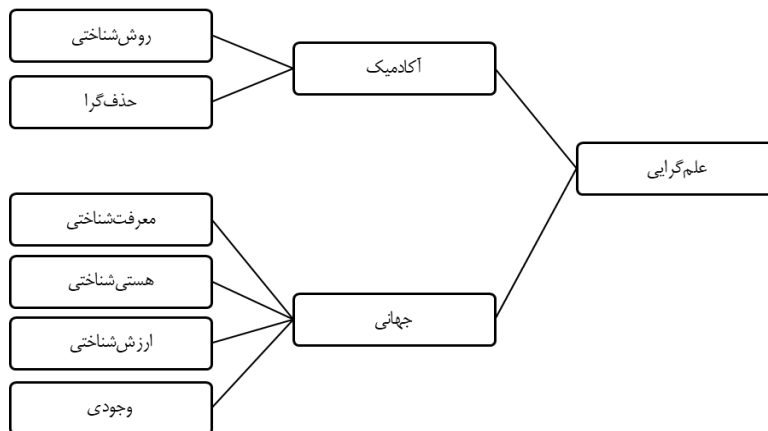 علم‌گرایی
آکادمیک
روش‌شناختی
حذف‌گرا
جهانی
معرفت‌شناختی
هستی‌شناختی
ارزش‌شناختی
وجودی